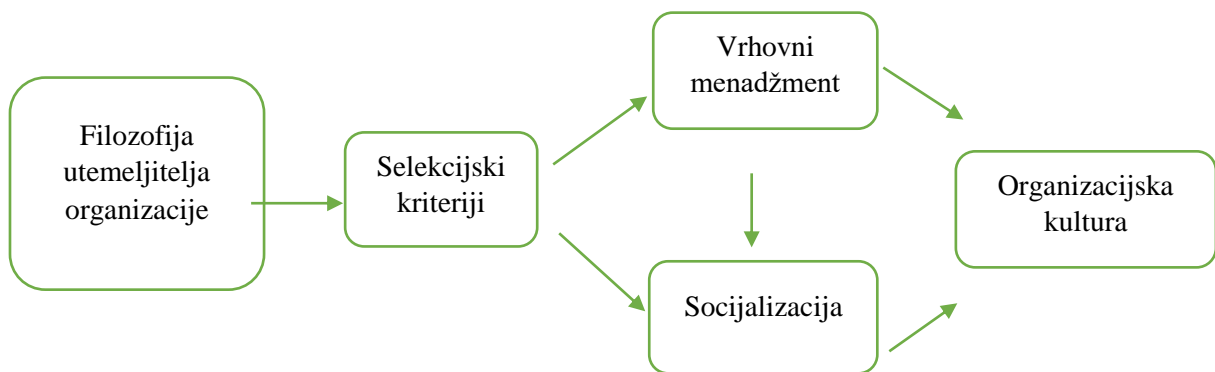 Filozofija
utemeljitelja
organizacije
Selekcijski
kriteriji
Vrhovni
menadžment
Socijalizacija
Organizacijska
kultura